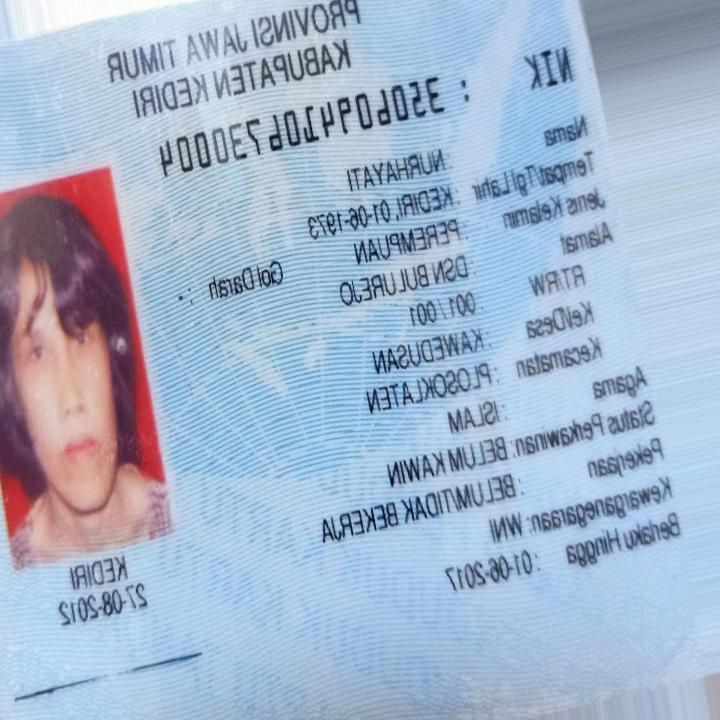 PROVINSI JAWA TIMUR
KABUPATEN KEDIRI
NIK : 3506094106730004
Nama : NURHAYATI
Tempat/Tgl Lahir : KEDIRI, 01-06-1973
Jenis Kelamin : PEREMPUAN Gol Darah : -
Alamat : DSN BULUREJO
RT/RW : 001 / 001
Kel/Desa : KAWEDUSAN
Kecamatan : PLOSOKLATEN
Agama : ISLAM
Status Perkawinan: BELUM KAWIN
Pekerjaan : BELUM/TIDAK BEKERJA
Kewarganegaraan: WNI
Berlaku Hingga : 01-06-2017
KEDIRI
27-08-2012